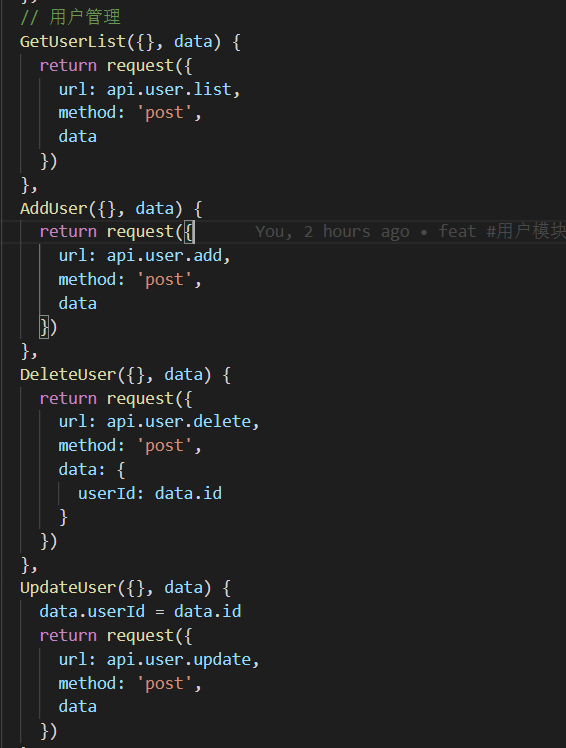 // 用户管理
GetUserList({}, data) {
return request({
url: api.user.list,
method: 'post',
data
})
},
AddUser({}, data) {
return request({ You, 2 hours ago • feat #用户模块
url: api.user.add,
method: 'post',
data
})
},
DeleteUser({}, data) {
return request({
url: api.user.delete,
method: 'post',
data: {
userId: data.id
}
})
},
UpdateUser({}, data) {
data.userId = data.id
return request({
url: api.user.update,
method: 'post',
data
})